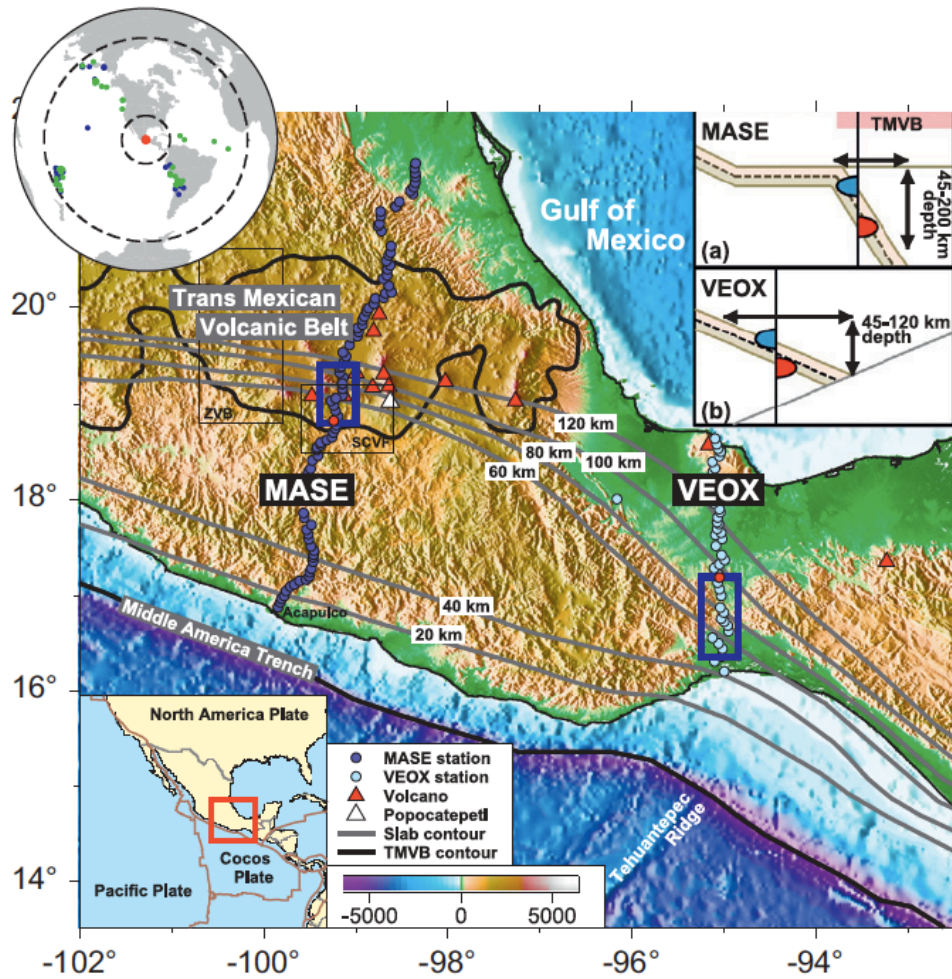 MASE
TMVB
45-200 km
depth
(a)
VEOX
45-120 km
depth
(b)
Gulf of
Mexico
20°
18°
16°
14°
Trans Mexican
Volcanic Belt
ZVB
SCVF
120 km
100 km
80 km
60 km
MASE
VEOX
40 km
20 km
Acapulco
Middle America Trench
Tehuantepec
Ridge
North America Plate
Cocos
Plate
Pacific Plate
MASE station
VEOX station
Volcano
Popocatepetl
Slab contour
TMVB contour
-5000
0
5000
-102°
-100°
-98°
-96°
-94°